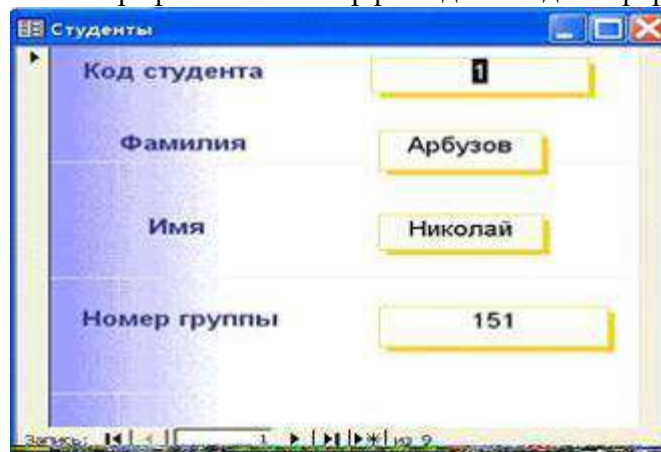 Студенты
Код студента 1
Фамилия Арбузов
Имя Николай
Номер группы 151
Запись: 1 из 9